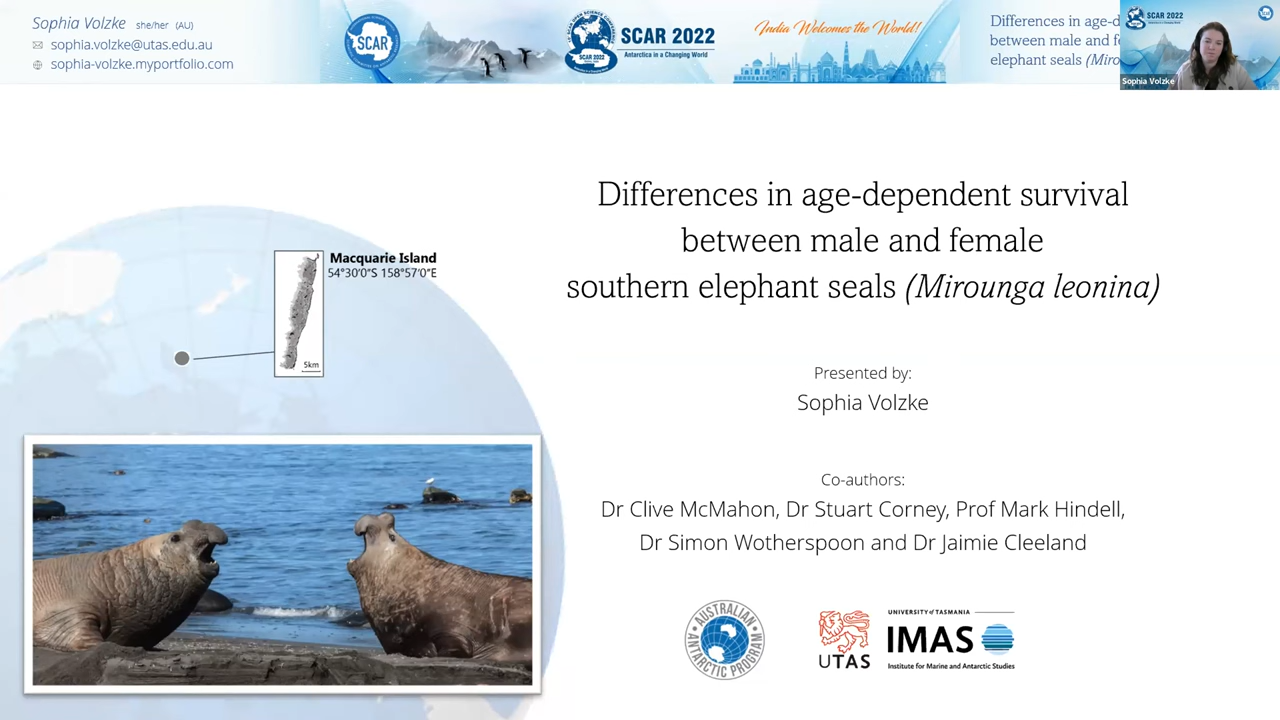 Sophia Volzke she/her (AU)
sophia.volzke@utas.edu.au
sophia-volzke.myportfolio.com
SCAR
SCAR 2022
SCAR 2022
Antarctica in a Changing World
India Welcomes the World!
Differences in age-d
between male and fe
elephant seals (Miro
SCAR 2022
Sophia Volzke
Differences in age-dependent survival
between male and female
southern elephant seals (Mirounga leonina)
Macquarie Island
54°30'0"S 158°57'0"E
5km
Presented by:
Sophia Volzke
Co-authors:
Dr Clive McMahon, Dr Stuart Corney, Prof Mark Hindell,
Dr Simon Wotherspoon and Dr Jaimie Cleeland
AUSTRALIAN
ANTARCTIC PROGRAM
UTAS
UNIVERSITY of TASMANIA
IMAS
Institute for Marine and Antarctic Studies